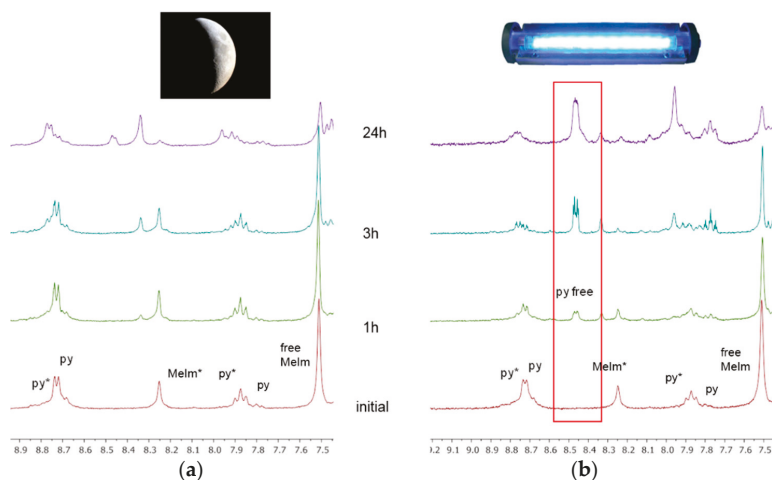 24h
3h
1h
py free
py*
py
MeIm*
py*
py
free
MeIm
initial
py*
py
MeIm*
py*
py
free
MeIm
8.9 8.8 8.7 8.6 8.5 8.4 8.3 8.2 8.1 8.0 7.9 7.8 7.7 7.6 7.5
9.2 9.1 9.0 8.9 8.8 8.7 8.6 8.5 8.4 8.3 8.2 8.1 8.0 7.9 7.8 7.7 7.6 7.5
(a)
(b)